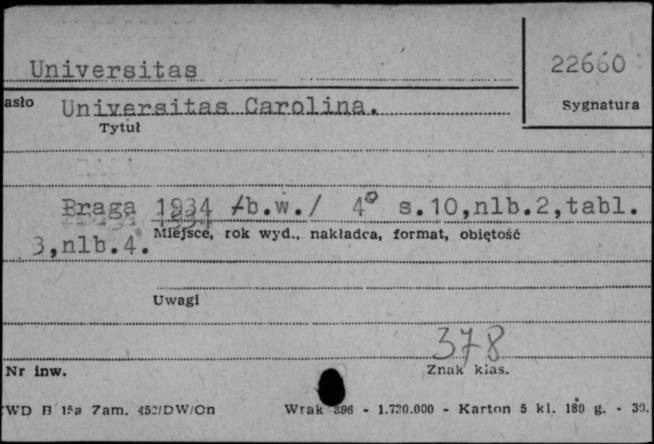 Universitas
22660
asło Universitas Carolina.
Sygnatura
Tytuł
Braga 1934 /b.w./ 4° s.10,nlb.2,tabl.
3,nlb.4. Miejsce, rok wyd., nakładca, format, objętość
Uwagi
378
Nr inw.
Znak klas.
WD B 15a Zam. 452/DW/Cn Wrak 396 - 1.720.000 - Karton 5 kl. 180 g. - 30.